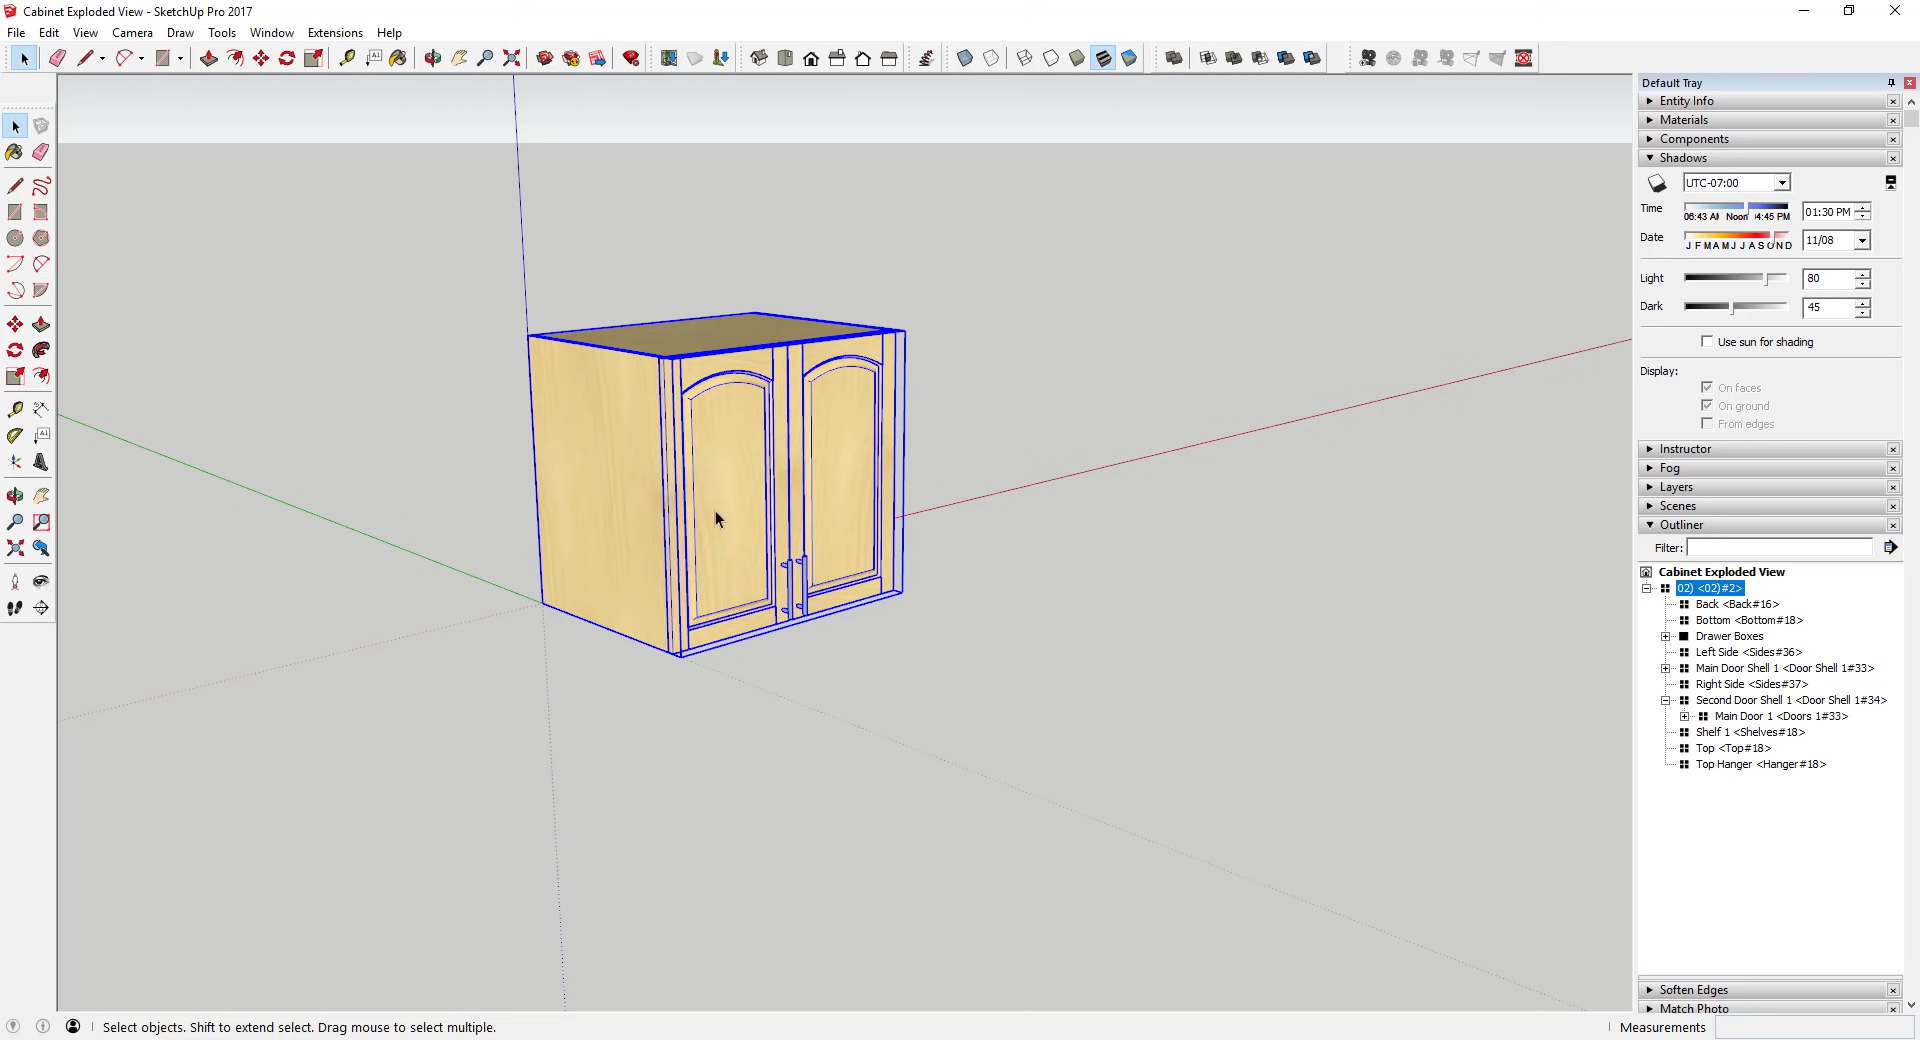 Cabinet Exploded View - SketchUp Pro 2017
File Edit View Camera Draw Tools Window Extensions Help
A1
Default Tray
Entity Info
Materials
Components
Shadows
UTC-07:00
Time
06:43 AM Noon 04:45 PM
01:30 PM
Date
J F M A M J J A S O N D
11/08
Light
80
Dark
45
Use sun for shading
Display:
On faces
On ground
From edges
A1
Instructor
Fog
Layers
Scenes
Outliner
Filter:
Cabinet Exploded View
02) <02)#2>
Back <Back#16>
Bottom <Bottom#18>
Drawer Boxes
Left Side <Sides#36>
Main Door Shell 1 <Door Shell 1#33>
Right Side <Sides#37>
Second Door Shell 1 <Door Shell 1#34>
Main Door 1 <Doors 1#33>
Shelf 1 <Shelves#18>
Top <Top#18>
Top Hanger <Hanger#18>
Soften Edges
Match Photo
Select objects. Shift to extend select. Drag mouse to select multiple.
Measurements